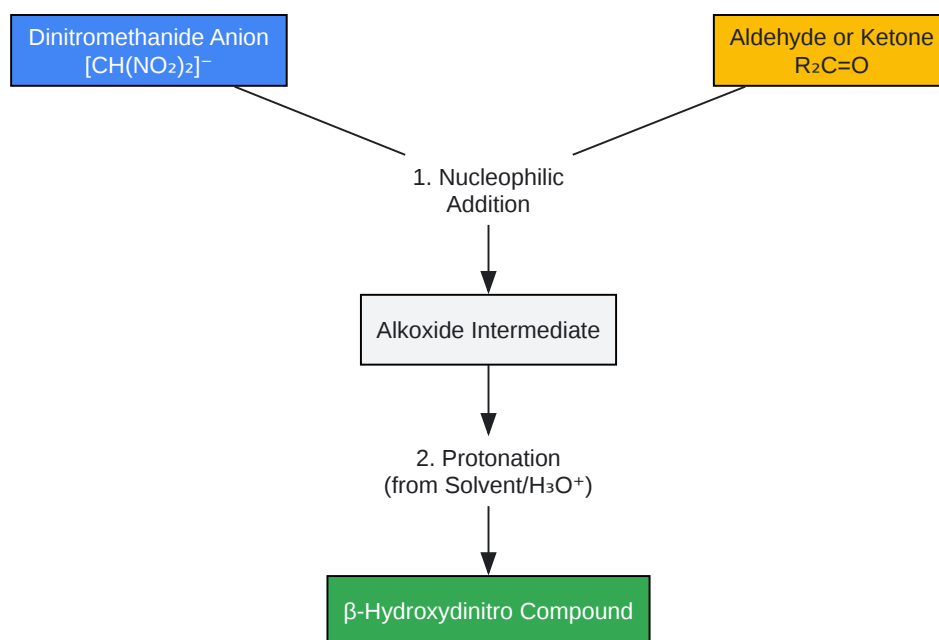 Dinitromethanide Anion
[CH(NO₂)₂]⁻
Aldehyde or Ketone
R₂C=O
1. Nucleophilic
Addition
Alkoxide Intermediate
2. Protonation
(from Solvent/H₃O⁺)
β-Hydroxydinitro Compound